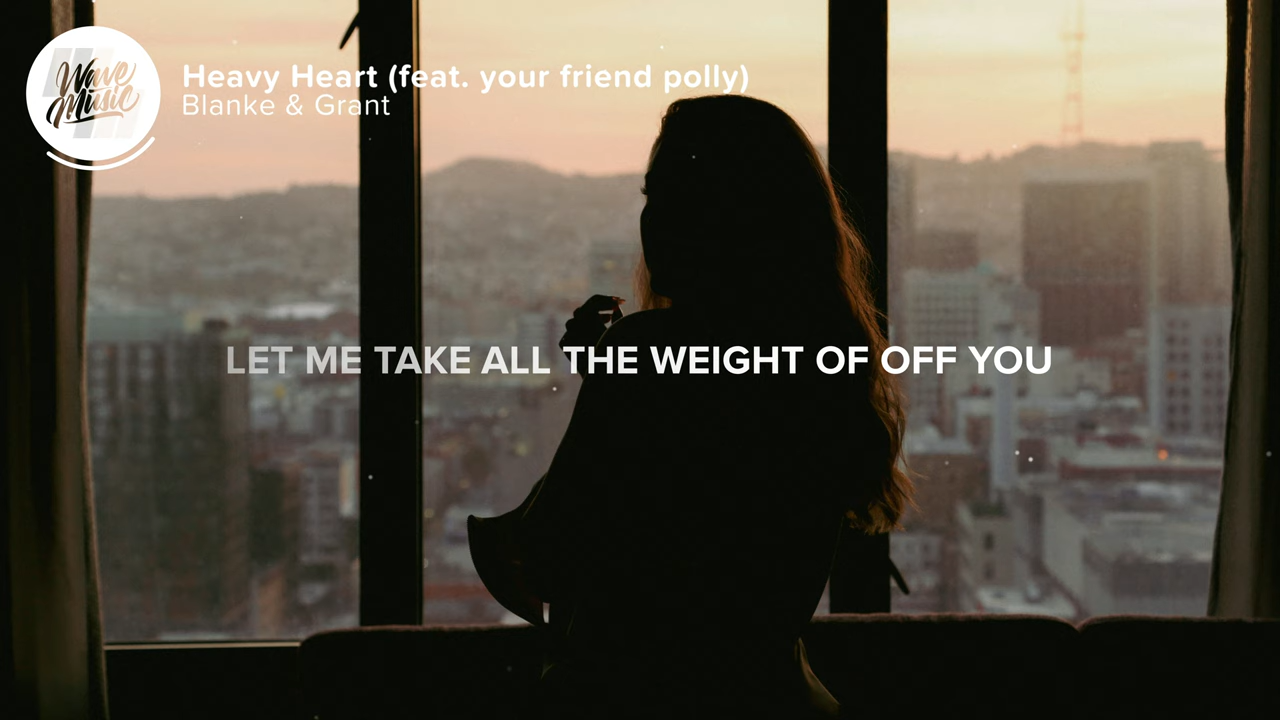 Wave
Music
Heavy Heart (feat. your friend polly)
Blanke & Grant
LET ME TAKE ALL THE WEIGHT OF OFF YOU